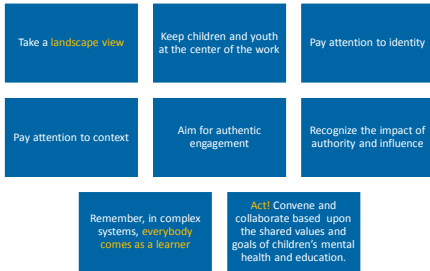 Take a landscape view
Keep children and youth
at the center of the work
Pay attention to identity
Pay attention to context
Aim for authentic
engagement
Recognize the impact of
authority and influence
Remember, in complex
systems, everybody
comes as a learner
Act! Convene and
collaborate based upon
the shared values and
goals of children's mental
health and education.